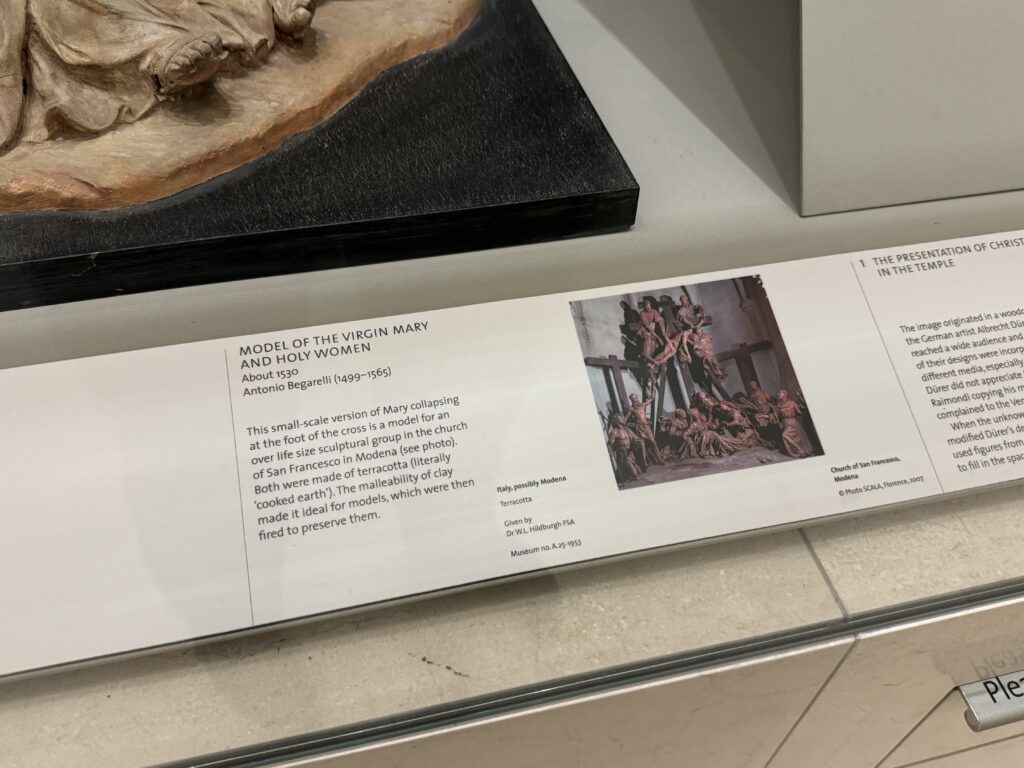 MODEL OF THE VIRGIN MARY
AND HOLY WOMEN
About 1530
Antonio Begarelli (1499–1565)
This small-scale version of Mary collapsing
at the foot of the cross is a model for an
over life size sculptural group in the church
of San Francesco in Modena (see photo).
Both were made of terracotta (literally
‘cooked earth’). The malleability of clay
made it ideal for models, which were then
fired to preserve them.
Italy, possibly Modena
Terracotta
Given by
Dr W.L. Hildburgh FSA
Museum no. A.25-1953
Church of San Francesco,
Modena
© Photo SCALA, Florence, 2007
1 THE PRESENTATION OF CHRIST
IN THE TEMPLE
The image originated in a
the German artist Albrecht
reached a wide audience and
of their designs were
different media, especially
Dürer did not appreciate
Raimondi copying his
complained to the
When the
modified Dürer's
used figures from
to fill in the